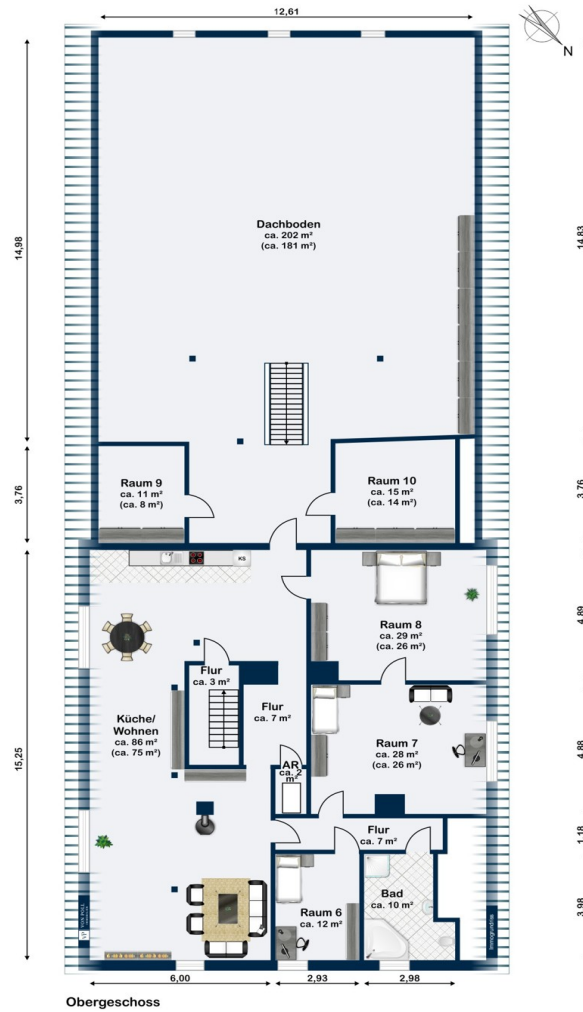 12,61
N
14,98
14,83
Dachboden
ca. 202 m²
(ca. 181 m²)
3,76
3,76
Raum 9
ca. 11 m²
(ca. 8 m²)
Raum 10
ca. 15 m²
(ca. 14 m²)
KS
4,89
Raum 8
ca. 29 m²
(ca. 26 m²)
Flur
ca. 3 m²
Flur
ca. 7 m²
Küche/
Wohnen
ca. 86 m²
(ca. 75 m²)
15,25
Raum 7
ca. 28 m²
(ca. 26 m²)
4,88
AR
ca. 2
m²
Flur
ca. 7 m²
1,18
Bad
ca. 10 m²
Raum 6
ca. 12 m²
3,98
VON POLL
immogrundriss
6,00
2,93
2,98
Obergeschoss